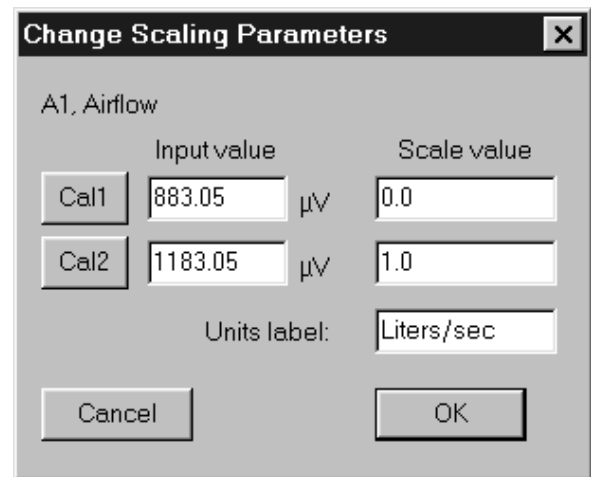 Change Scaling Parameters
A1, Airflow
Input value Scale value
Cal1 883.05 µV 0.0
Cal2 1183.05 µV 1.0
Units label: Liters/sec
Cancel OK